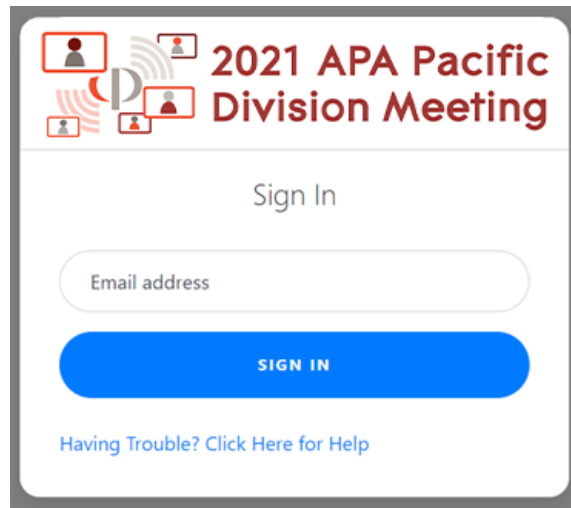 2021 APA Pacific
Division Meeting
Sign In
Email address
SIGN IN
Having Trouble? Click Here for Help